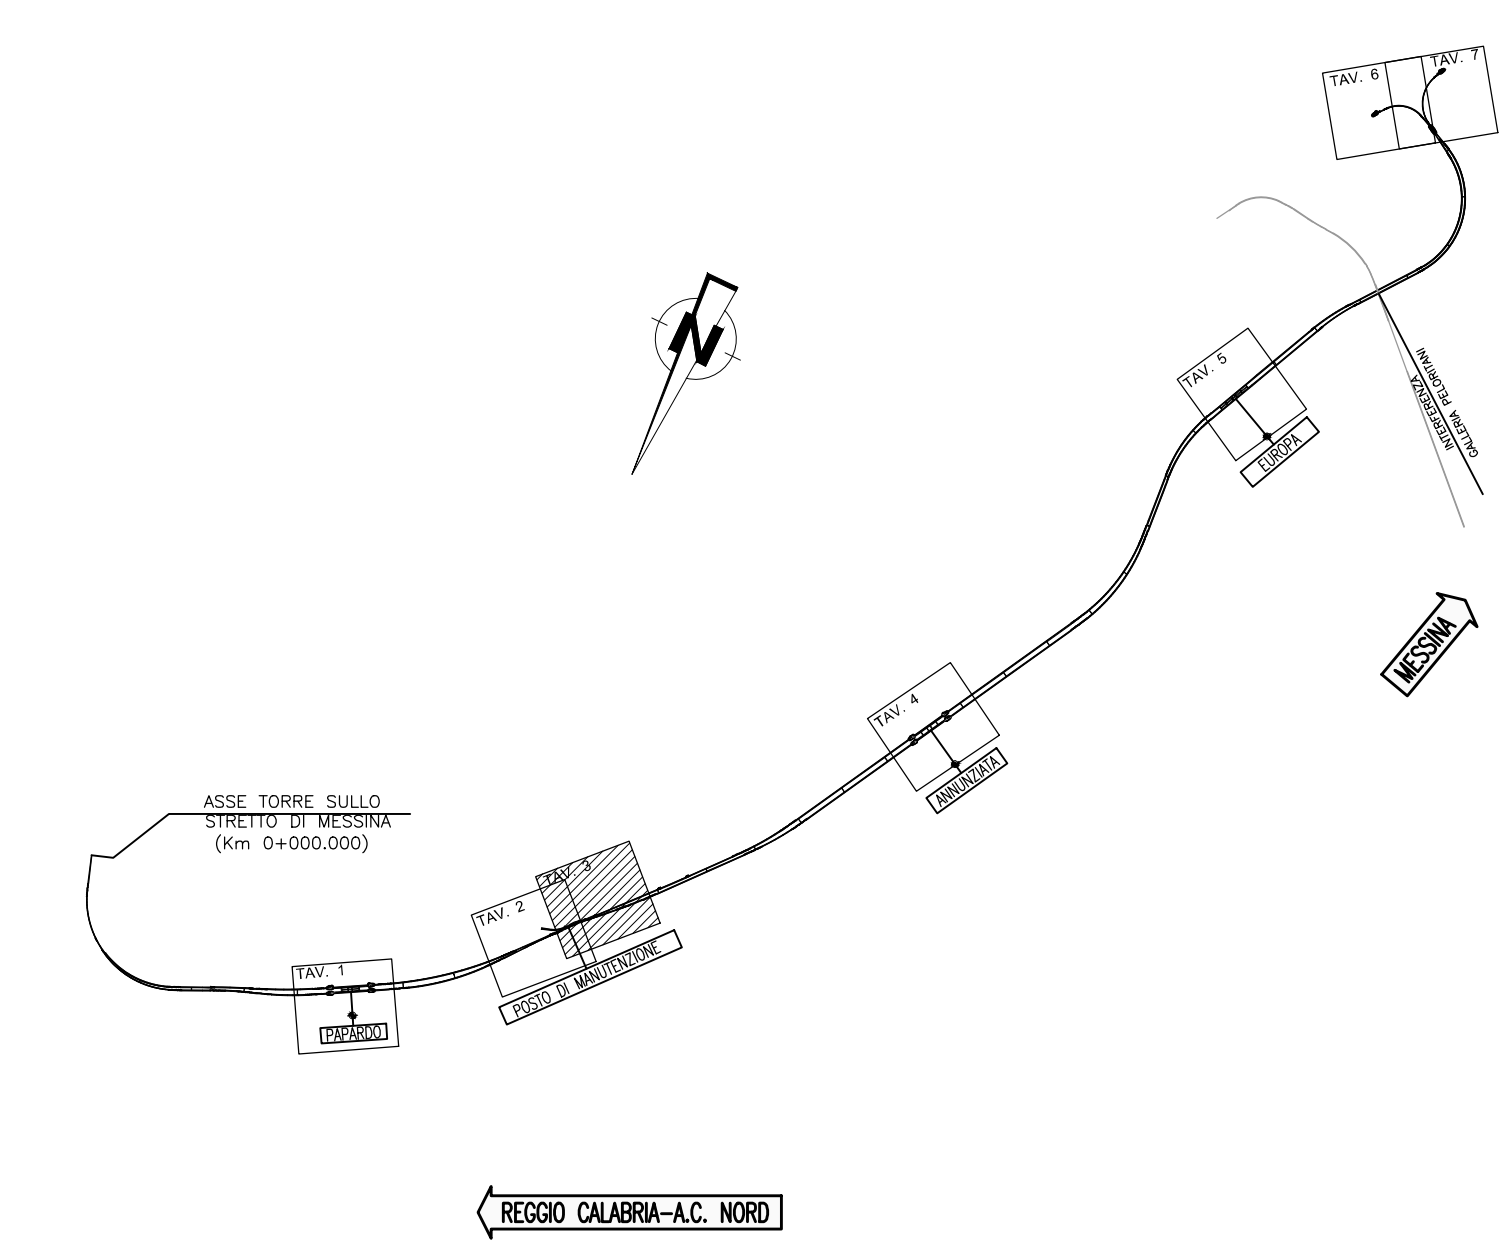 TAV. 6
TAV. 7
N
TAV. 5
EUROPA
INTERFERENZA
GALLERIA PELORITANI
MESSINA
TAV. 4
ANNUNZIATA
ASSE TORRE SULLO
STRETTO DI MESSINA
(Km 0+000.000)
TAV. 3
TAV. 2
POSTO DI MANUTENZIONE
TAV. 1
PAPARDO
REGGIO CALABRIA-A.C. NORD